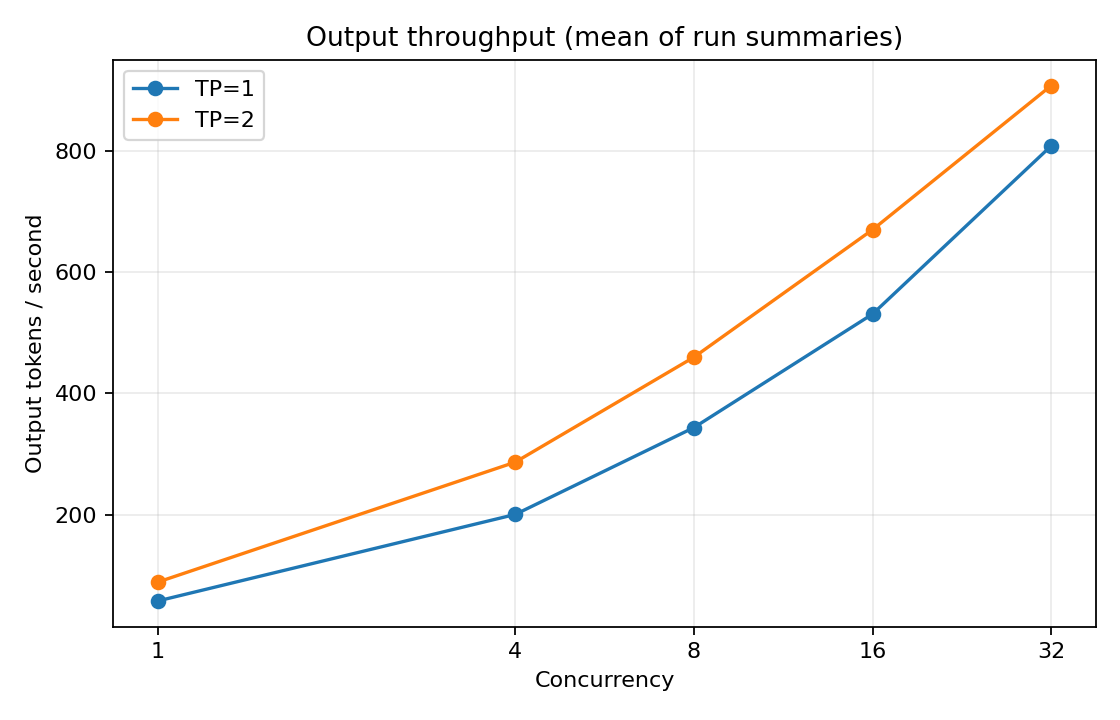 Output throughput (mean of run summaries)
TP=1
TP=2
Output tokens / second
800
600
400
200
1 4 8 16 32
Concurrency